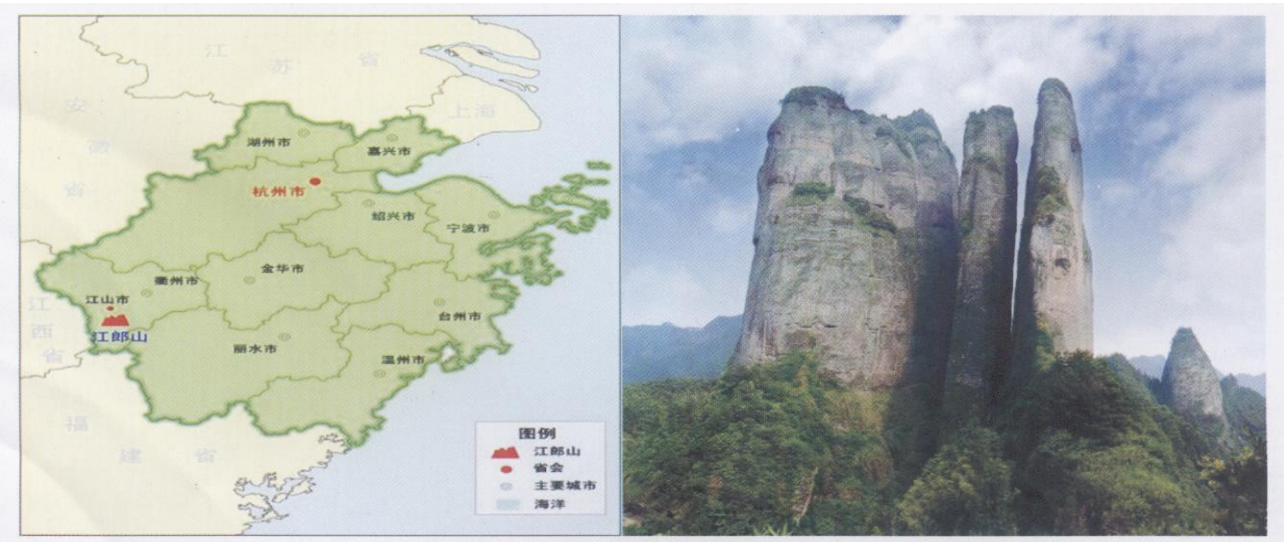 江
苏
省
安
徽
省
上海
湖州市
嘉兴市
杭州市
绍兴市
宁波市
金华市
衢州市
江山市
江郎山
台州市
丽水市
温州市
江
西
省
福
建
省
图例
江郎山
省会
主要城市
海洋